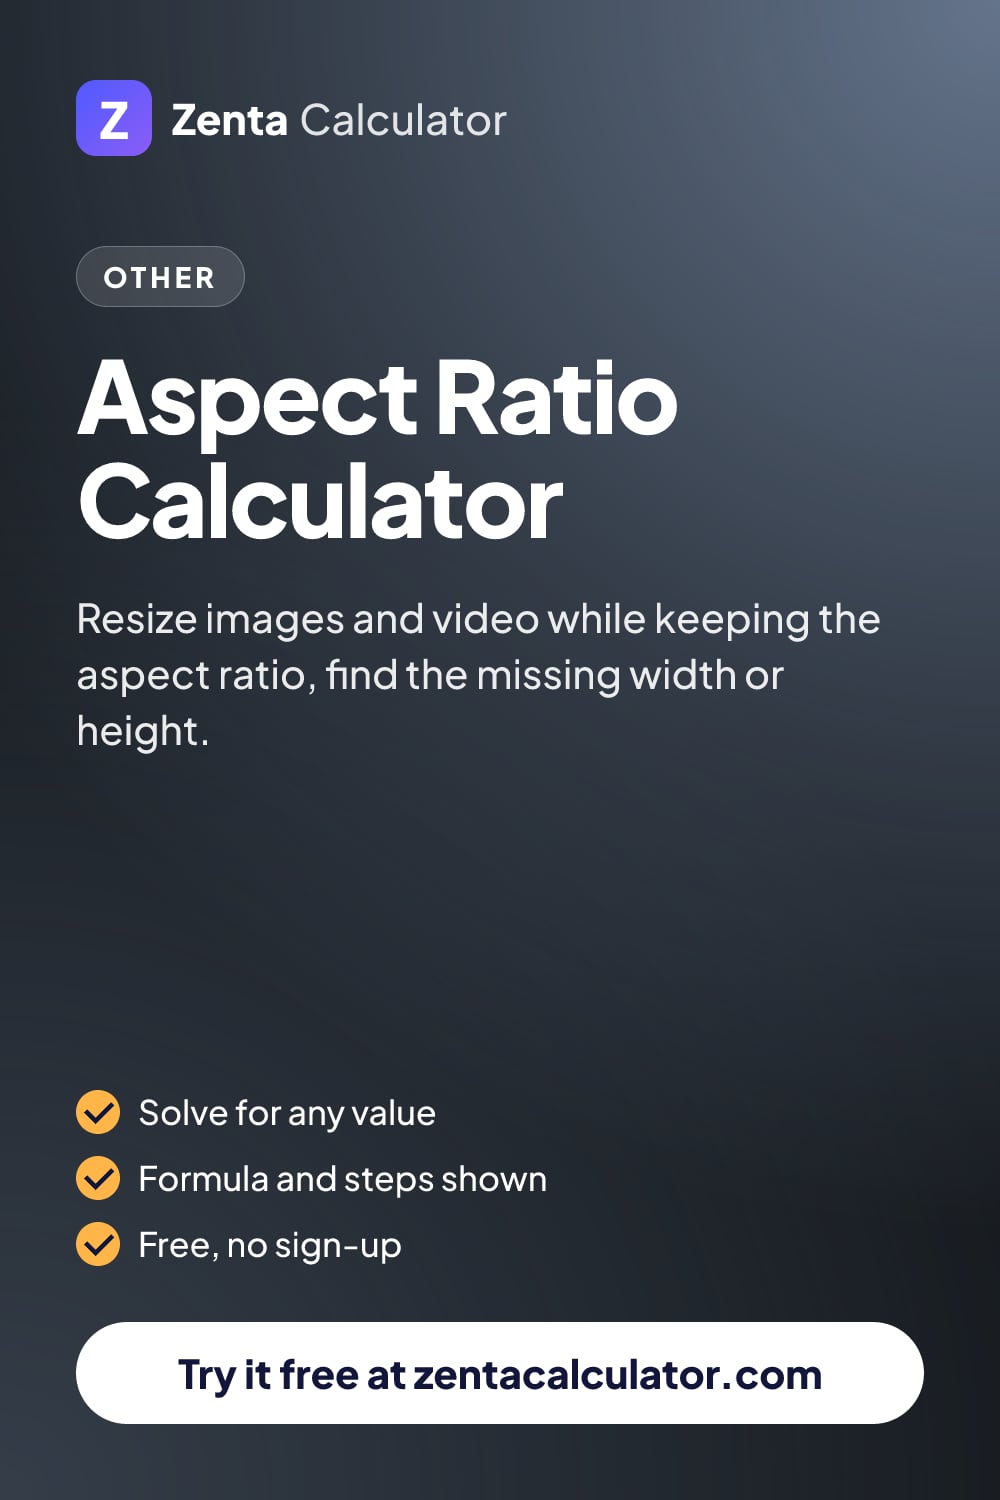 Z
Zenta Calculator
OTHER
Aspect Ratio
Calculator
Resize images and video while keeping the
aspect ratio, find the missing width or
height.
Solve for any value
Formula and steps shown
Free, no sign-up
Try it free at zentacalculator.com